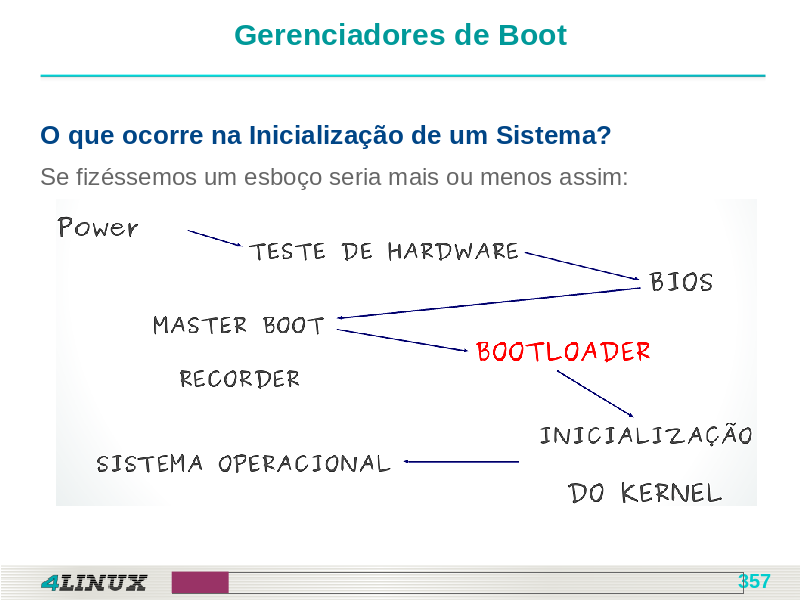 Gerenciadores de Boot
O que ocorre na Inicialização de um Sistema?
Se fizéssemos um esboço seria mais ou menos assim:
Power
TESTE DE HARDWARE
BIOS
MASTER BOOT
RECORDER
BOOTLOADER
INICIALIZAÇÃO
DO KERNEL
SISTEMA OPERACIONAL
4LINUX
357